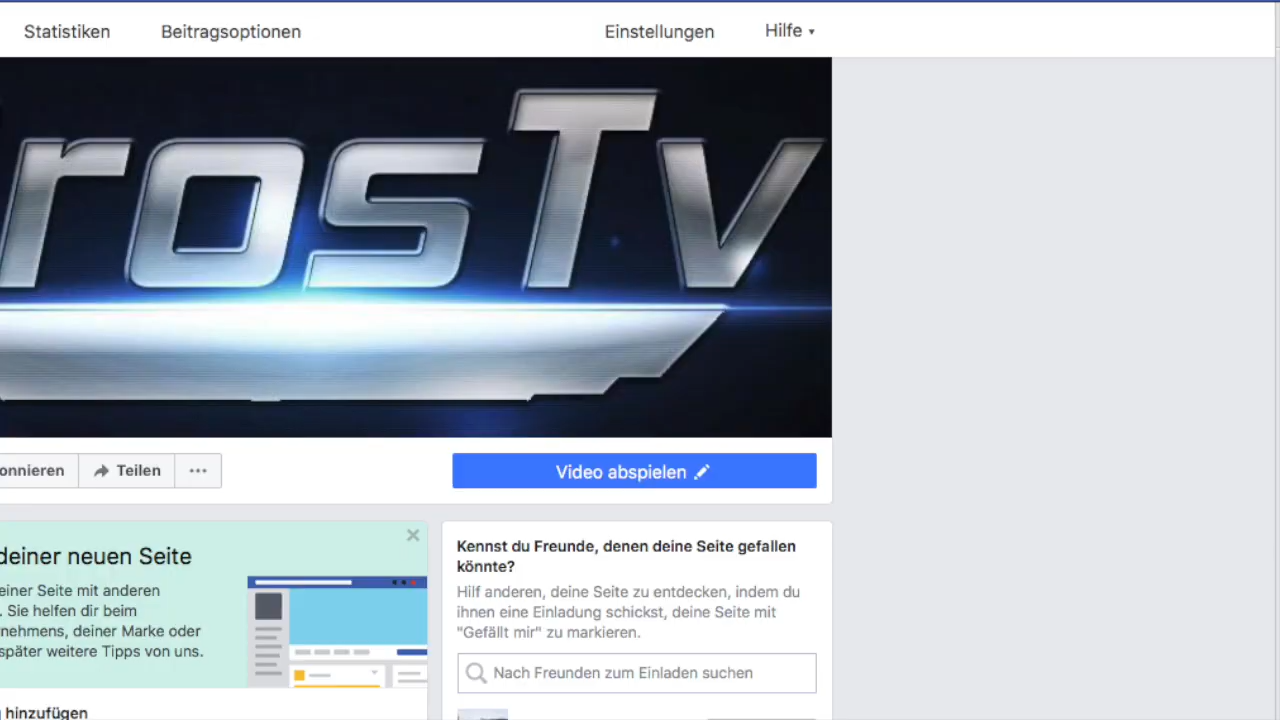 Statistiken Beitragsoptionen Einstellungen Hilfe
rosTv
onnieren Teilen ...
Video abspielen
deiner neuen Seite
einer Seite mit anderen
. Sie helfen dir beim
nehmens, deiner Marke oder
später weitere Tipps von uns.
hinzufügen
Kennst du Freunde, denen deine Seite gefallen
könnte?
Hilf anderen, deine Seite zu entdecken, indem du
ihnen eine Einladung schickst, deine Seite mit
"Gefällt mir" zu markieren.
Nach Freunden zum Einladen suchen